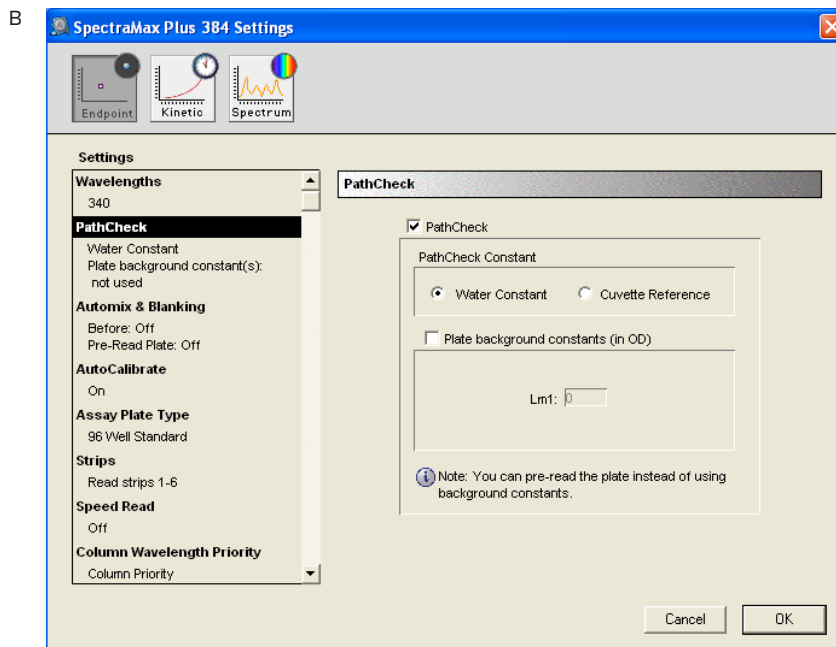 B
SpectraMax Plus 384 Settings
Endpoint
Kinetic
Spectrum
Settings
Wavelengths
340
PathCheck
Water Constant
Plate background constant(s):
not used
Automix & Blanking
Before: Off
Pre-Read Plate: Off
AutoCalibrate
On
Assay Plate Type
96 Well Standard
Strips
Read strips 1-6
Speed Read
Off
Column Wavelength Priority
Column Priority
PathCheck
PathCheck
PathCheck Constant
Water Constant
Cuvette Reference
Plate background constants (in OD)
Lm1: 0
Note: You can pre-read the plate instead of using
background constants.
Cancel
OK